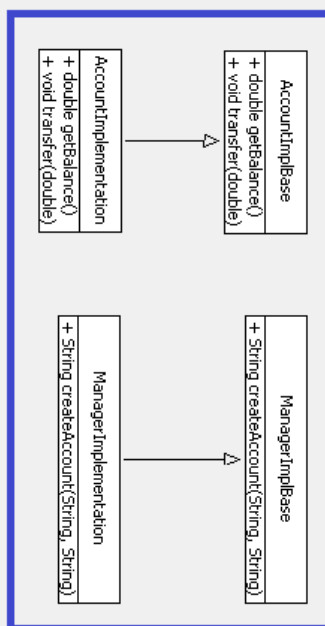 AccountImplBase
+ double getBalance()
+ void transfer(double)
ManagerImplBase
+ String createAccount(String, String)
AccountImplementation
+ double getBalance()
+ void transfer(double)
ManagerImplementation
+ String createAccount(String, String)